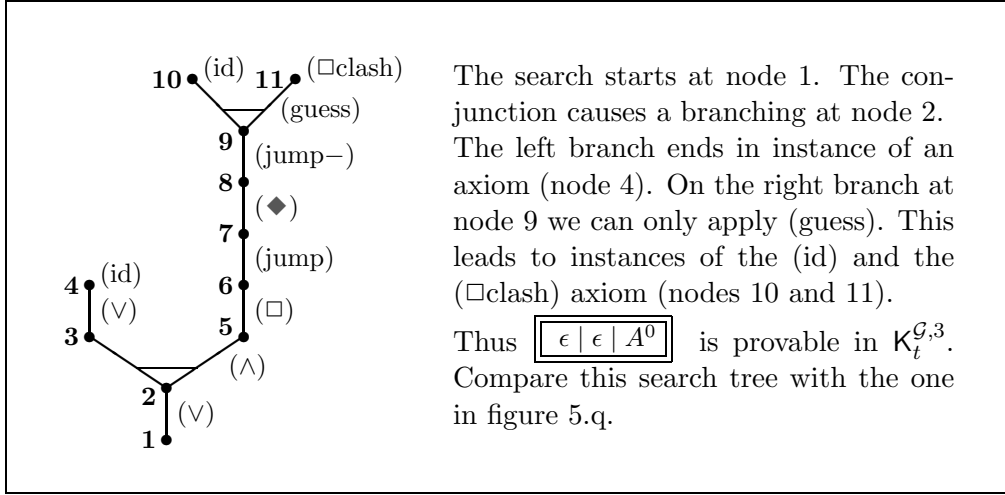 10 (id) 11 (□clash)
(guess)
9
(jump−)
8
(◆)
7
(jump)
4 (id) 6
(∨) (□)
3 5
(∧)
2
(∨)
1
The search starts at node 1. The con-
junction causes a branching at node 2.
The left branch ends in instance of an
axiom (node 4). On the right branch at
node 9 we can only apply (guess). This
leads to instances of the (id) and the
(□clash) axiom (nodes 10 and 11).
Thus ϵ | ϵ | A⁰ is provable in K_t^{𝒢,3}.
Compare this search tree with the one
in figure 5.q.